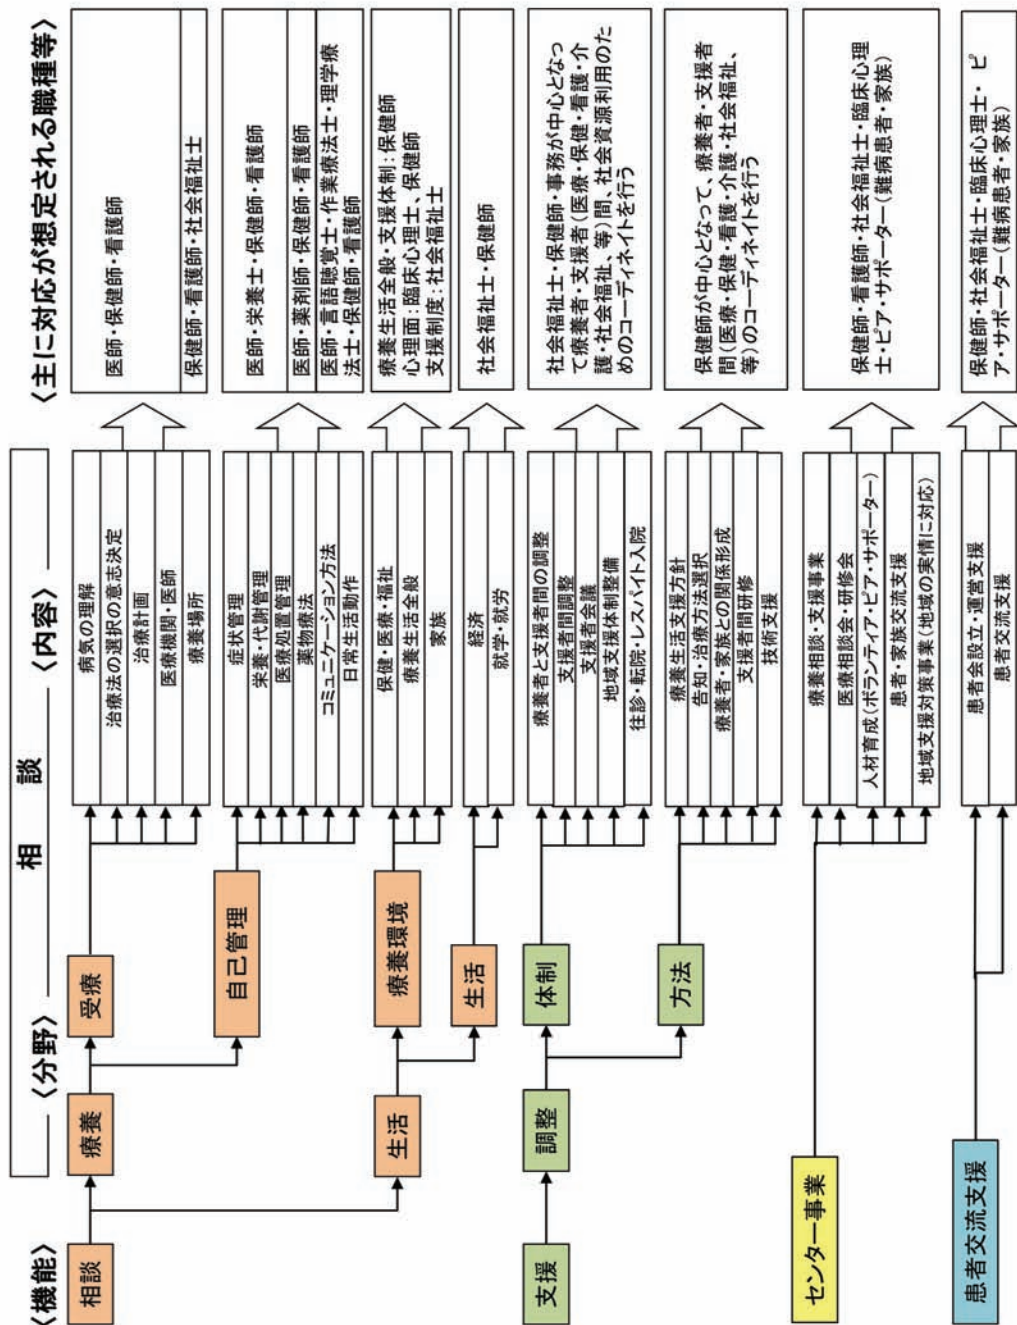 相　談
〈機能〉
〈分野〉
〈内容〉
〈主に対応が想定される職種等〉
相談
療養
受療
病気の理解
治療法の選択の意志決定
治療計画
医療機関・医師
療養場所
医師・保健師・看護師
保健師・看護師・社会福祉士
自己管理
症状管理
栄養・代謝管理
医療処置管理
薬物療法
コミュニケーション方法
日常生活動作
医師・栄養士・保健師・看護師
医師・薬剤師・保健師・看護師
医師・言語聴覚士・作業療法士・理学療
法士・保健師・看護師
生活
療養環境
保健・医療・福祉
療養生活全般
家族
療養生活全般・支援体制:保健師
心理面:臨床心理士、保健師
支援制度:社会福祉士
生活
経済
就学・就労
社会福祉士・保健師
支援
調整
体制
療養者と支援者間の調整
支援者間調整
支援者会議
地域支援体制整備
往診・転院・レスパイト入院
社会福祉士・保健師・事務が中心となっ
て療養者・支援者(医療・保健・看護・介
護・社会福祉、等)間、社会資源利用のた
めのコーディネイトを行う
方法
療養生活支援方針
告知・治療方法選択
療養者・家族との関係形成
支援者間研修
技術支援
保健師が中心となって、療養者・支援者
間(医療・保健・看護・介護・社会福祉、
等)のコーディネイトを行う
センター事業
療養相談・支援事業
医療相談会・研修会
人材育成(ボランティア・ピア・サポーター)
患者・家族交流支援
地域支援対策事業(地域の実情に対応)
保健師・看護師・社会福祉士・臨床心理
士・ピア・サポーター(難病患者・家族)
患者交流支援
患者会設立・運営支援
患者交流支援
保健師・社会福祉士・臨床心理士・ピ
ア・サポーター(難病患者・家族)